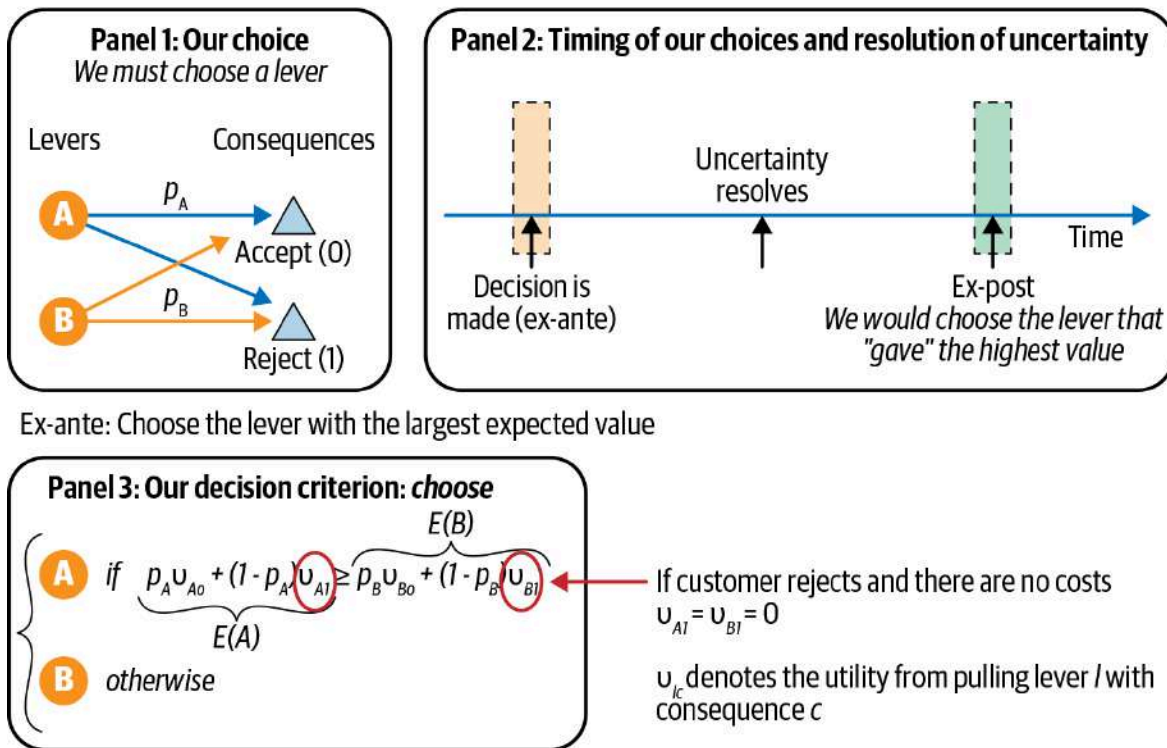 Panel 1: Our choice
We must choose a lever
Levers
Consequences
A
p_A
Accept (0)
B
p_B
Reject (1)
Panel 2: Timing of our choices and resolution of uncertainty
Uncertainty
resolves
Time
Decision is
made (ex-ante)
Ex-post
We would choose the lever that
"gave" the highest value
Ex-ante: Choose the lever with the largest expected value
Panel 3: Our decision criterion: choose
E(B)
A if p_A υ_Ao + (1 - p_A) υ_A1 ≥ p_B υ_Bo + (1 - p_B) υ_B1
E(A)
B otherwise
If customer rejects and there are no costs
υ_A1 = υ_B1 = 0
υ_lc denotes the utility from pulling lever l with
consequence c